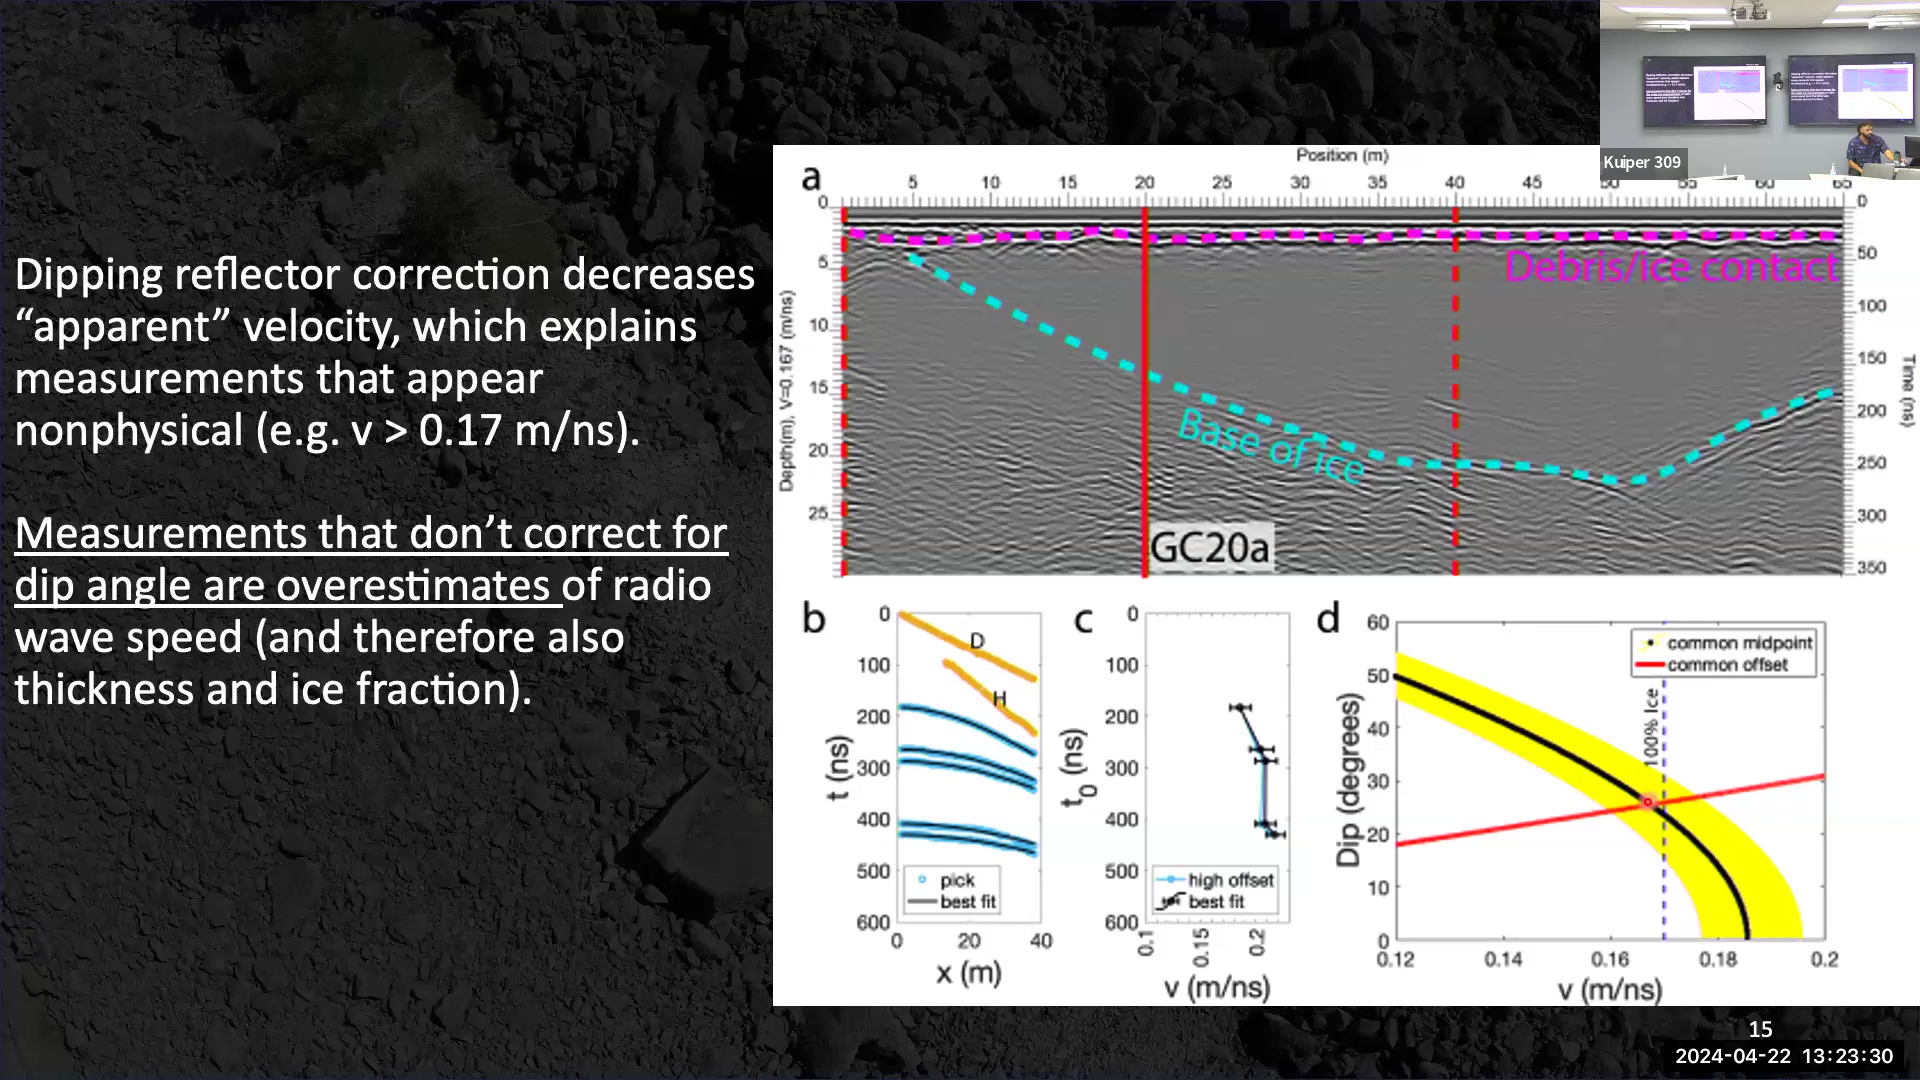 Dipping reflector correction decreases
“apparent” velocity, which explains
measurements that appear
nonphysical (e.g. v > 0.17 m/ns).
Measurements that don’t correct for
dip angle are overestimates of radio
wave speed (and therefore also
thickness and ice fraction).
Kuiper 309
a
Position (m)
5 10 15 20 25 30 35 40 45 50 55 60 65
0
5
10
15
20
25
Depth(m), V=0.167 (m/ns)
0
50
100
150
200
250
300
350
Time (ns)
Debris/ice contact
Base of ice
GC20a
b
0
100
200
300
400
500
600
t (ns)
D
H
pick
best fit
0 20 40
x (m)
c
0
100
200
300
400
500
600
t0 (ns)
high offset
best fit
0.1 0.15 0.2
v (m/ns)
d
60
50
40
30
20
10
0
Dip (degrees)
common midpoint
common offset
100% Ice
0.12 0.14 0.16 0.18 0.2
v (m/ns)
15
2024-04-22 13:23:30